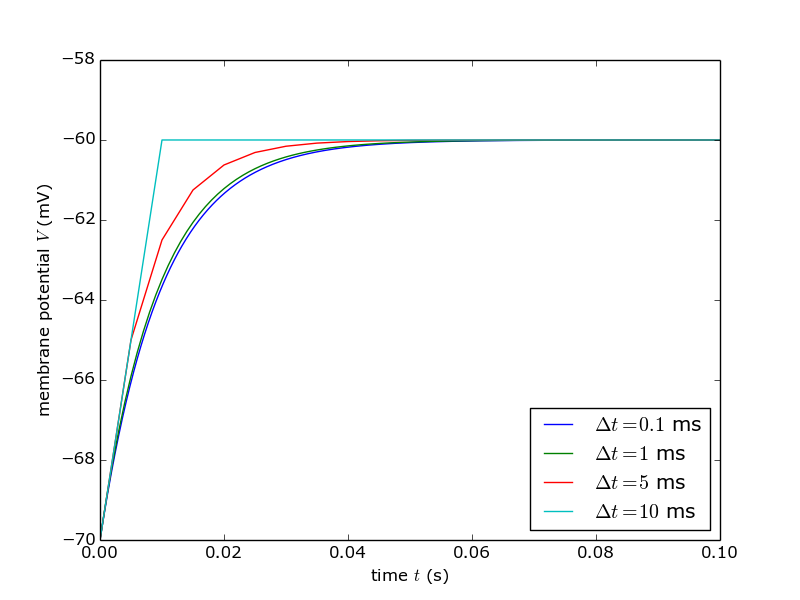 −58
−60
−62
−64
−66
−68
−70
membrane potential V (mV)
0.00 0.02 0.04 0.06 0.08 0.10
time t (s)
Δt=0.1 ms
Δt=1 ms
Δt=5 ms
Δt=10 ms